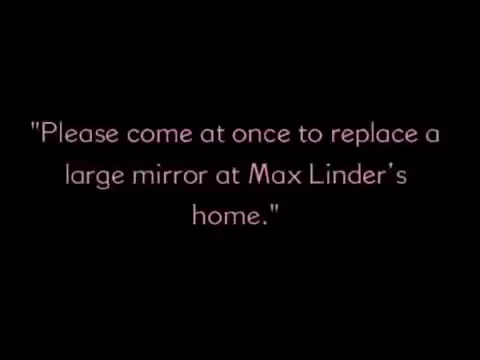 "Please come at once to replace a
large mirror at Max Linder's
home."